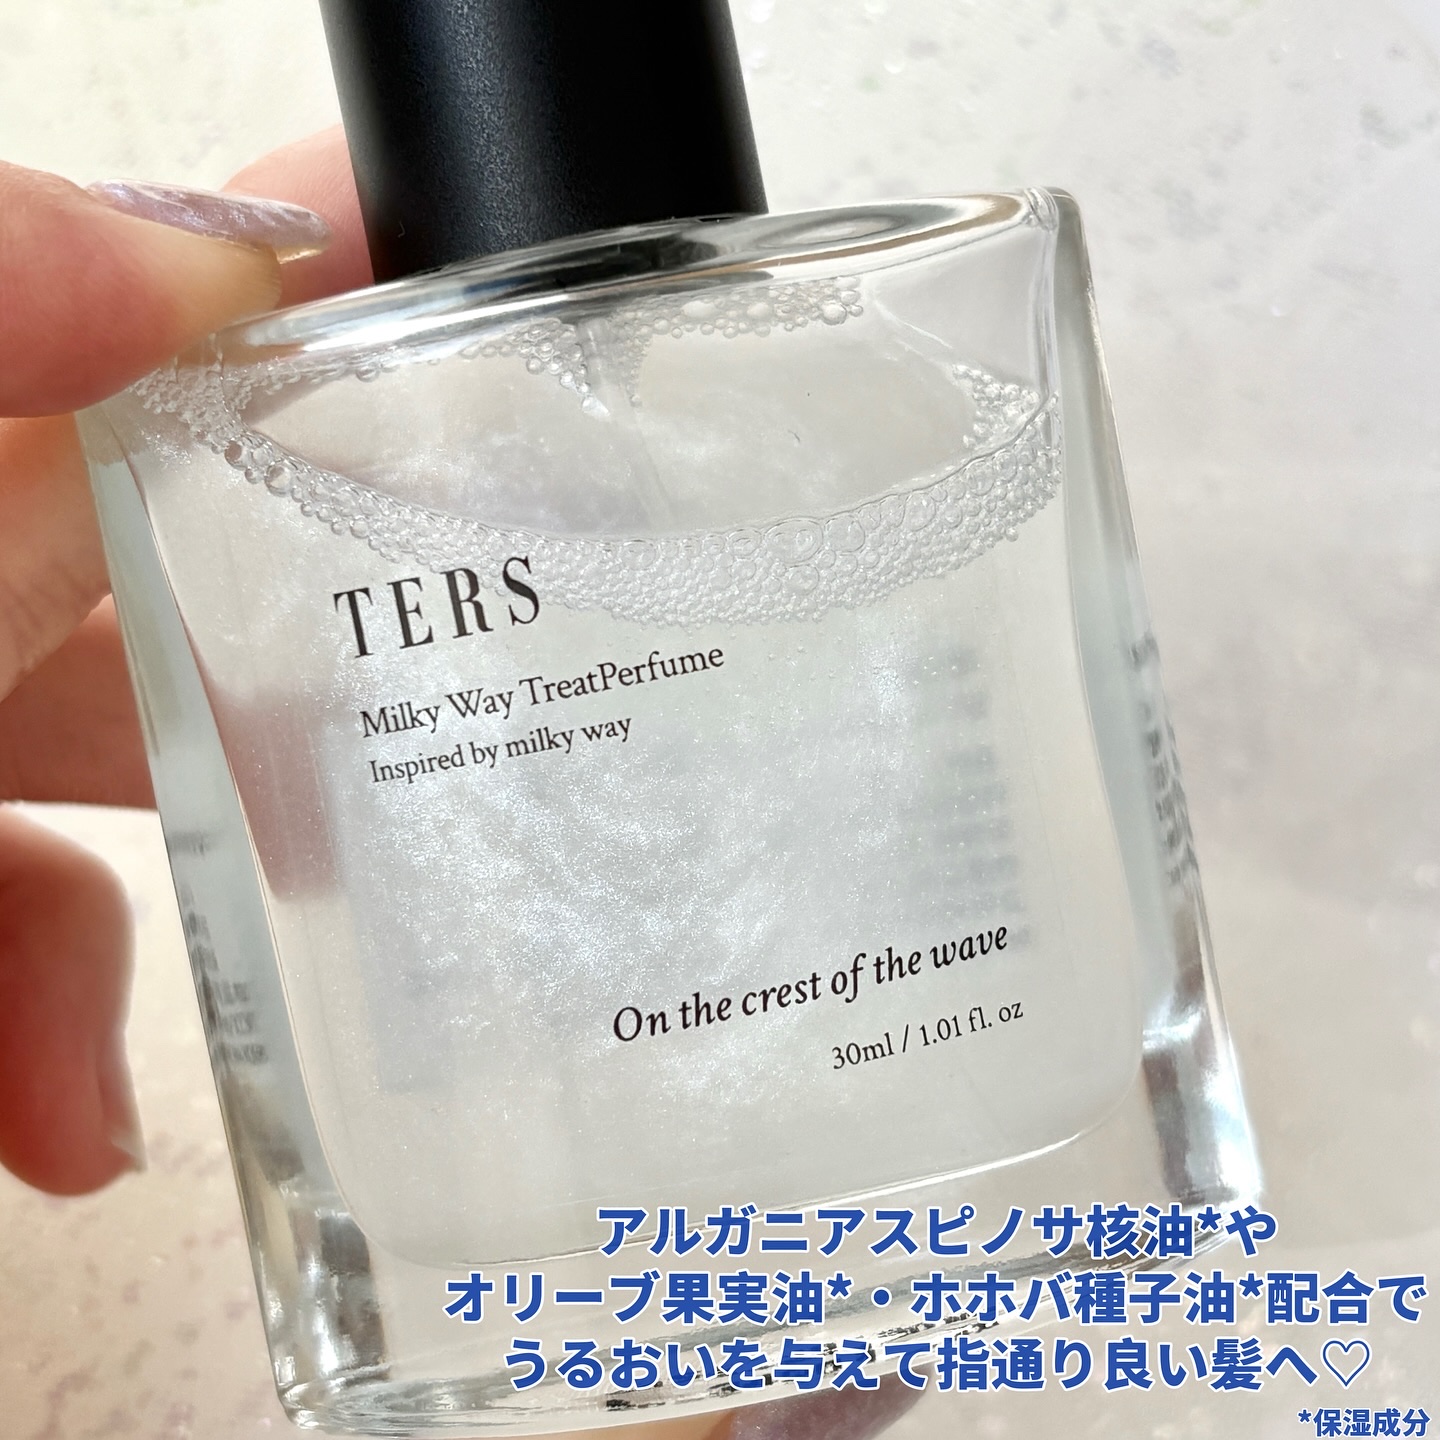 TERS
Milky Way TreatPerfume
Inspired by milky way
On the crest of the wave
30ml / 1.01 fl. oz
アルガニアスピノサ核油*や
オリーブ果実油*・ホホバ種子油*配合で
うるおいを与えて指通り良い髪へ♡
*保湿成分